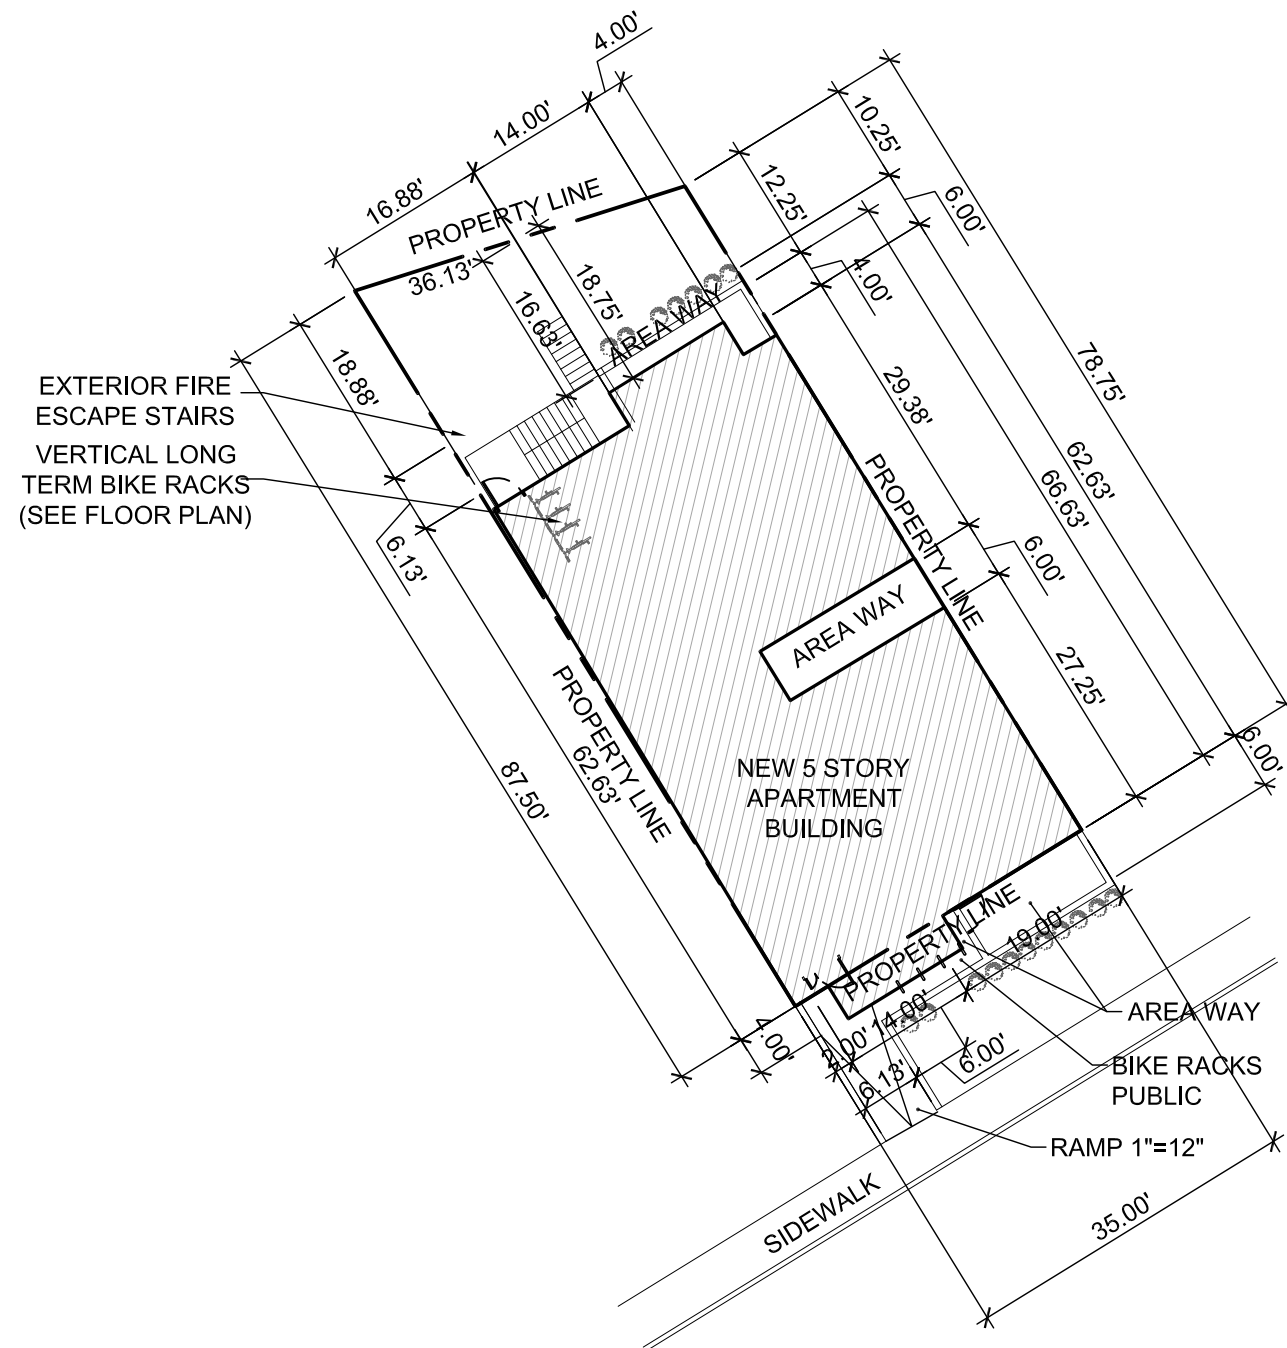 4.00'
14.00'
16.88'
10.25'
12.25'
6.00'
PROPERTY LINE
36.13'
18.75'
16.63'
AREA WAY
4.00'
78.75'
18.88'
29.38'
EXTERIOR FIRE
ESCAPE STAIRS
VERTICAL LONG
TERM BIKE RACKS
(SEE FLOOR PLAN)
6.13'
PROPERTY LINE
62.63'
66.63'
6.00'
AREA WAY
27.25'
PROPERTY LINE
62.63'
87.50'
NEW 5 STORY
APARTMENT
BUILDING
6.00'
PROPERTY LINE
19.00'
4.00'
2.00'
14.00'
6.13'
6.00'
AREA WAY
BIKE RACKS
PUBLIC
RAMP 1"=12"
SIDEWALK
35.00'